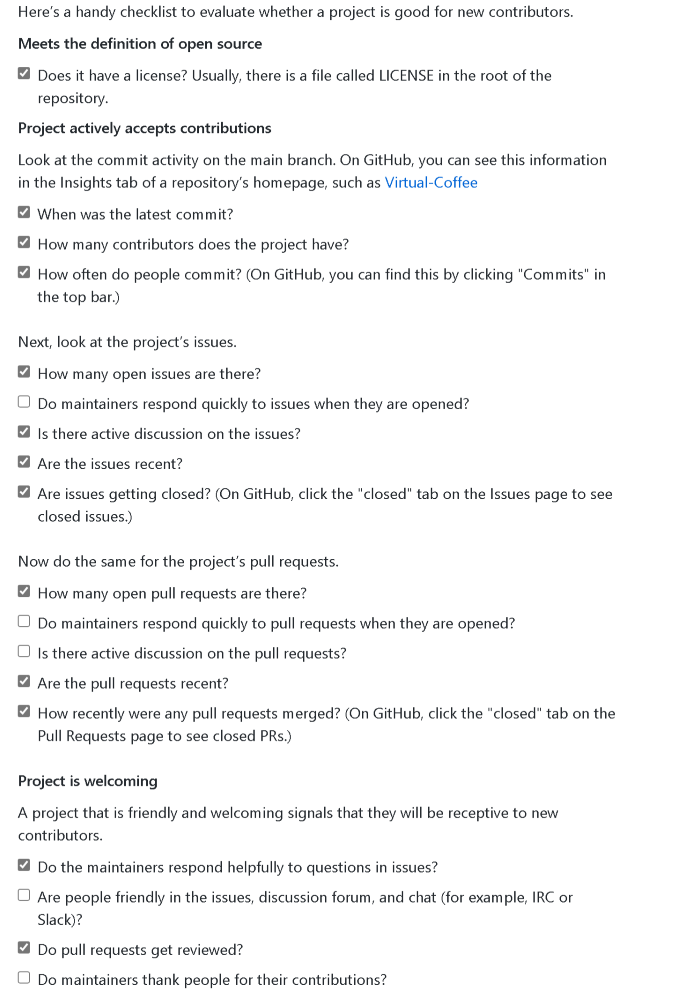 Here's a handy checklist to evaluate whether a project is good for new contributors.
Meets the definition of open source
Does it have a license? Usually, there is a file called LICENSE in the root of the
repository.
Project actively accepts contributions
Look at the commit activity on the main branch. On GitHub, you can see this information
in the Insights tab of a repository's homepage, such as Virtual-Coffee
When was the latest commit?
How many contributors does the project have?
How often do people commit? (On GitHub, you can find this by clicking "Commits" in
the top bar.)
Next, look at the project's issues.
How many open issues are there?
Do maintainers respond quickly to issues when they are opened?
Is there active discussion on the issues?
Are the issues recent?
Are issues getting closed? (On GitHub, click the "closed" tab on the Issues page to see
closed issues.)
Now do the same for the project's pull requests.
How many open pull requests are there?
Do maintainers respond quickly to pull requests when they are opened?
Is there active discussion on the pull requests?
Are the pull requests recent?
How recently were any pull requests merged? (On GitHub, click the "closed" tab on the
Pull Requests page to see closed PRs.)
Project is welcoming
A project that is friendly and welcoming signals that they will be receptive to new
contributors.
Do the maintainers respond helpfully to questions in issues?
Are people friendly in the issues, discussion forum, and chat (for example, IRC or
Slack)?
Do pull requests get reviewed?
Do maintainers thank people for their contributions?